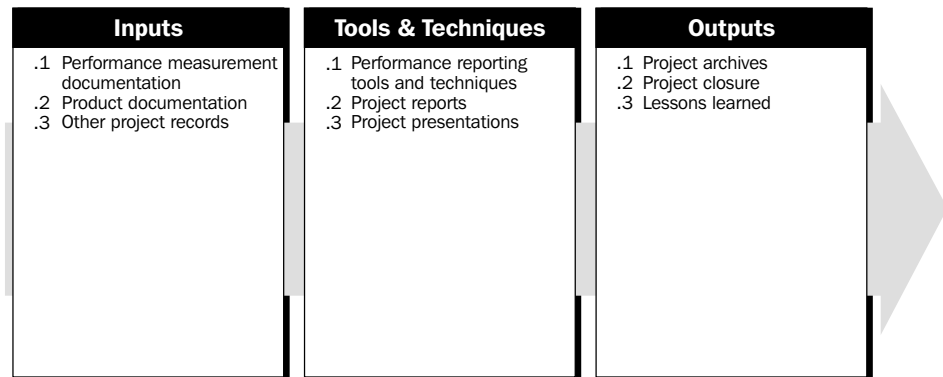 Inputs
.1 Performance measurement
documentation
.2 Product documentation
.3 Other project records
Tools & Techniques
.1 Performance reporting
tools and techniques
.2 Project reports
.3 Project presentations
Outputs
.1 Project archives
.2 Project closure
.3 Lessons learned